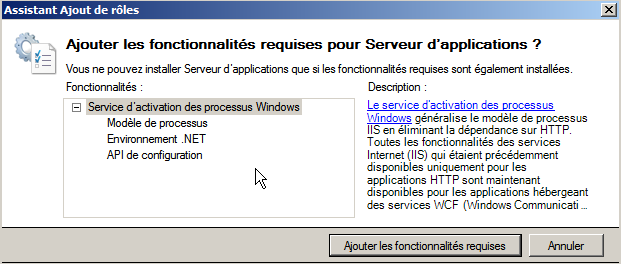 Assistant Ajout de rôles
Ajouter les fonctionnalités requises pour Serveur d'applications ?
Vous ne pouvez installer Serveur d'applications que si les fonctionnalités requises sont également installées.
Fonctionnalités :
Service d'activation des processus Windows
Modèle de processus
Environnement .NET
API de configuration
Description :
Le service d'activation des processus
Windows généralise le modèle de processus
IIS en éliminant la dépendance sur HTTP.
Toutes les fonctionnalités des services
Internet (IIS) qui étaient précédemment
disponibles uniquement pour les
applications HTTP sont maintenant
disponibles pour les applications hébergeant
des services WCF (Windows Communicati...
Ajouter les fonctionnalités requises
Annuler